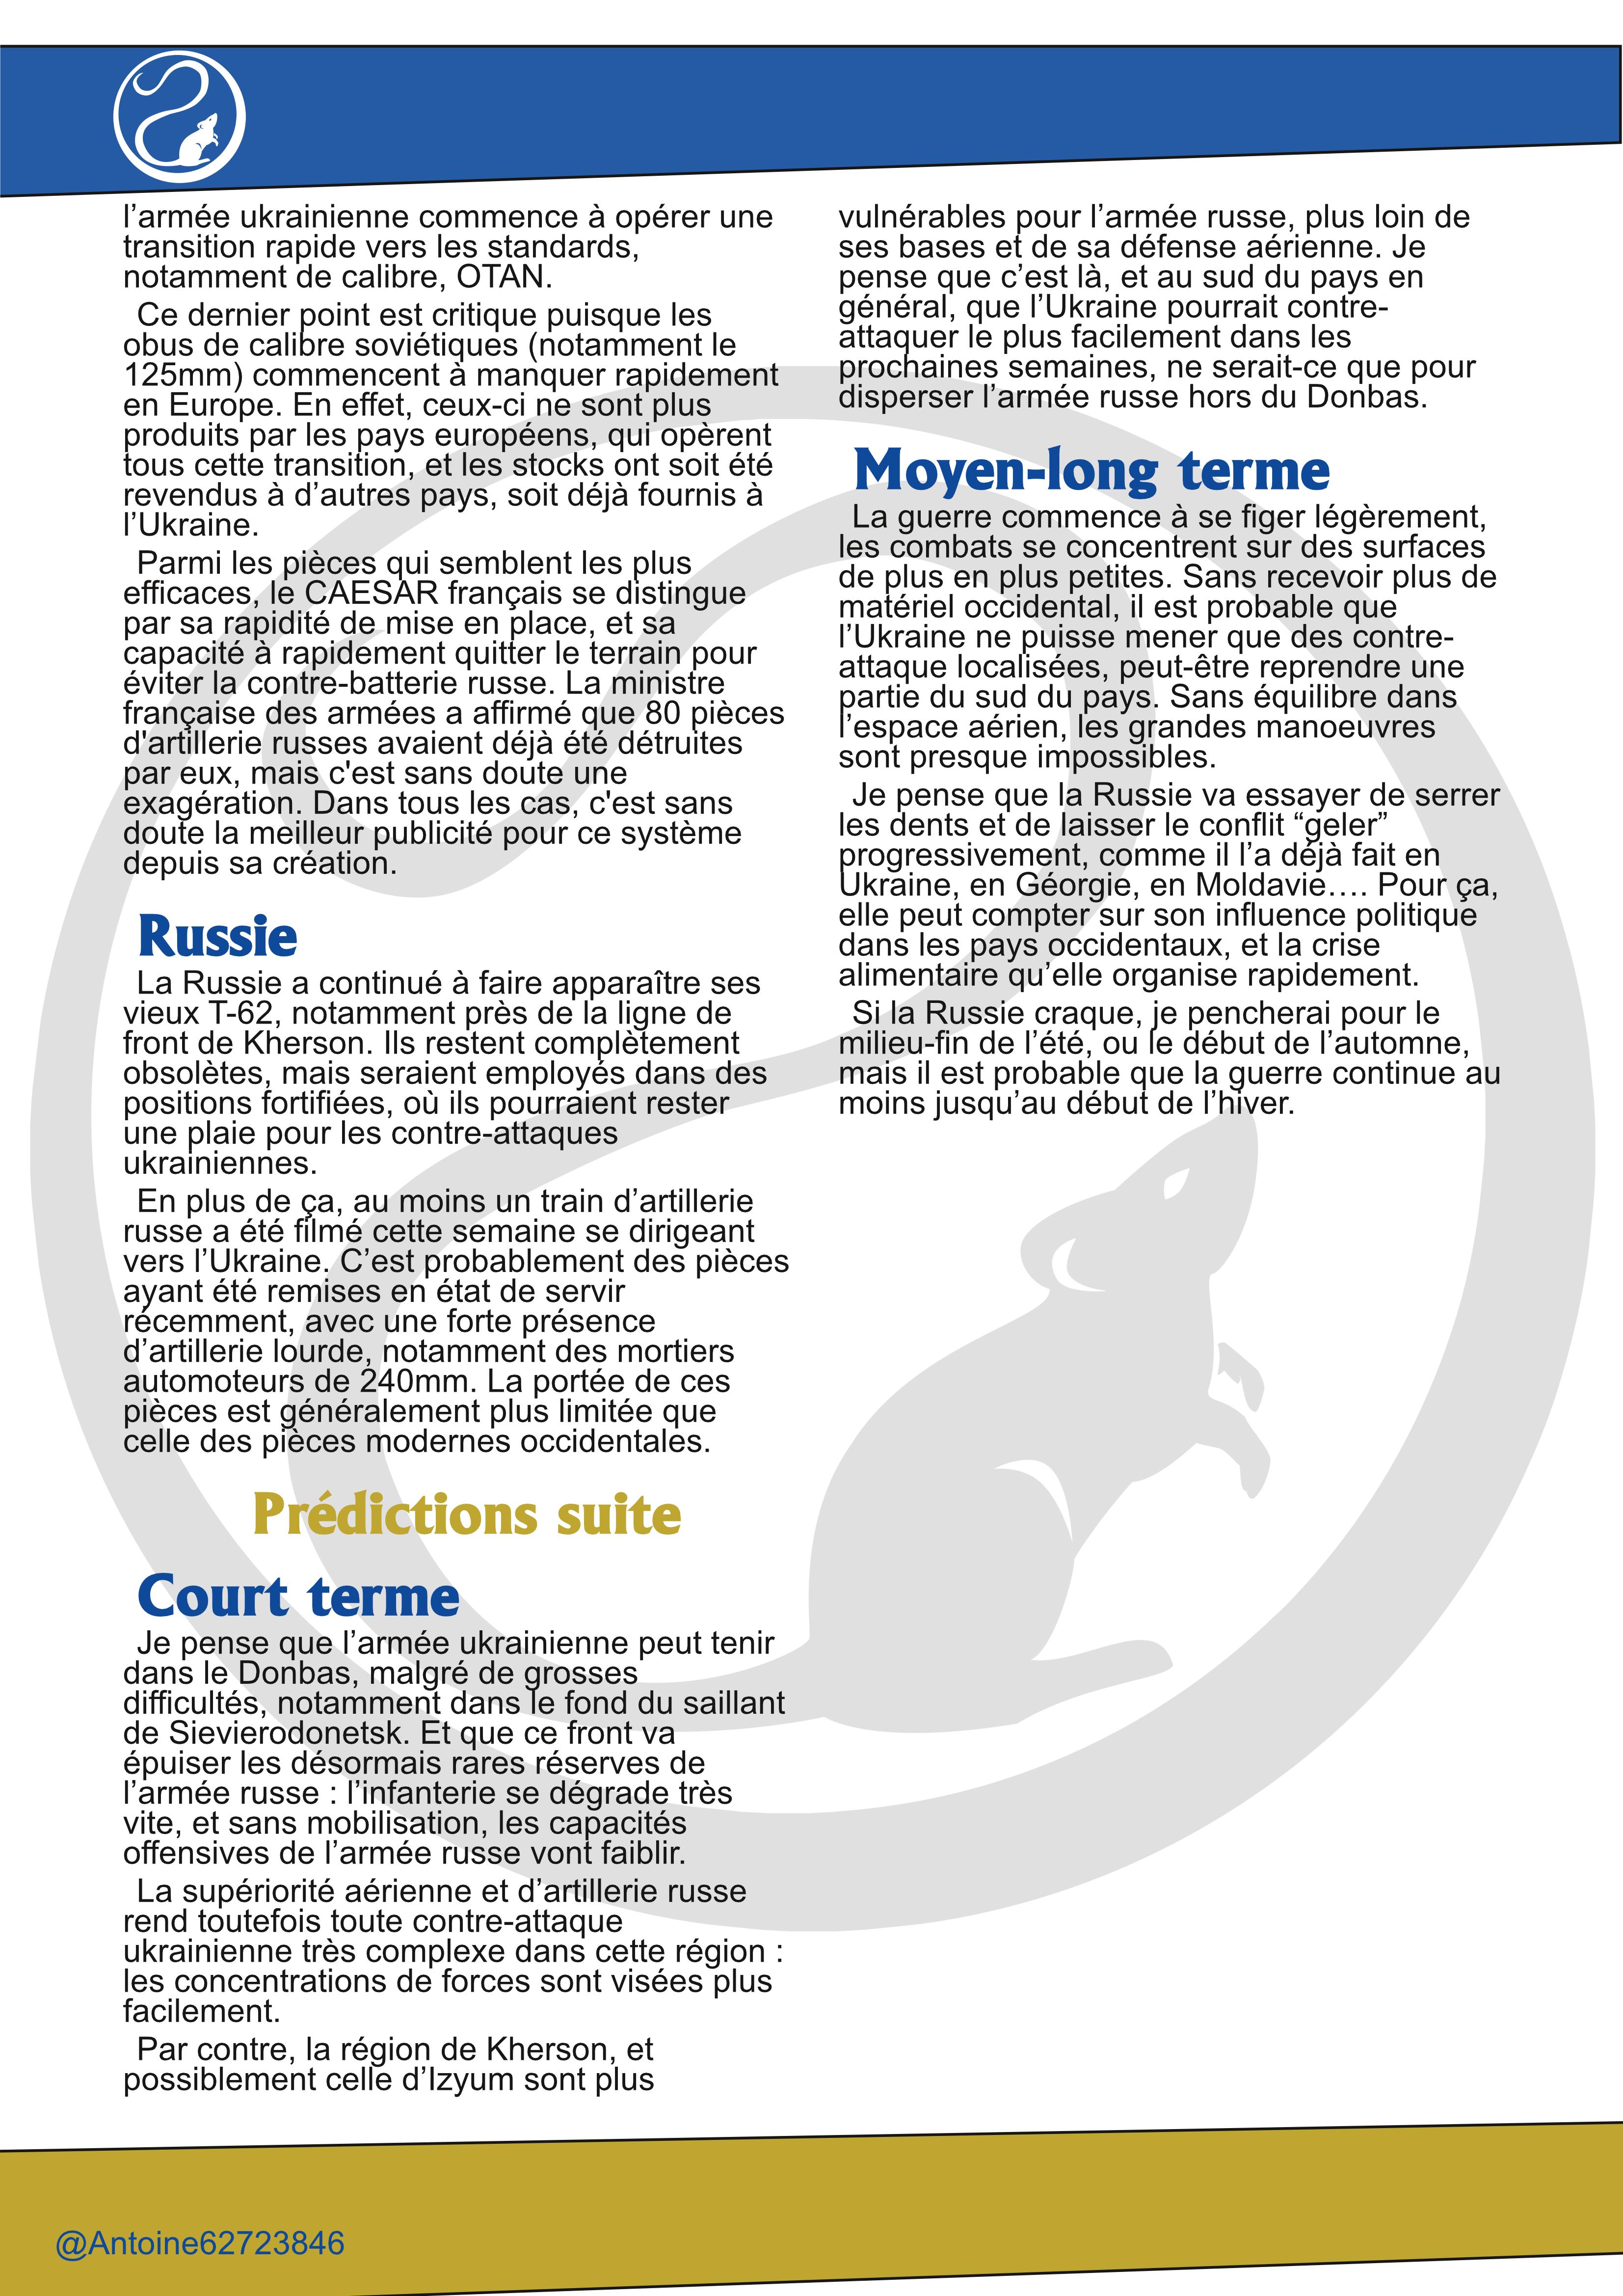 l’armée ukrainienne commence à opérer une
transition rapide vers les standards,
notamment de calibre, OTAN.
Ce dernier point est critique puisque les
obus de calibre soviétiques (notamment le
125mm) commencent à manquer rapidement
en Europe. En effet, ceux-ci ne sont plus
produits par les pays européens, qui opèrent
tous cette transition, et les stocks ont soit été
revendus à d’autres pays, soit déjà fournis à
l’Ukraine.
Parmi les pièces qui semblent les plus
efficaces, le CAESAR français se distingue
par sa rapidité de mise en place, et sa
capacité à rapidement quitter le terrain pour
éviter la contre-batterie russe. La ministre
française des armées a affirmé que 80 pièces
d'artillerie russes avaient déjà été détruites
par eux, mais c'est sans doute une
exagération. Dans tous les cas, c'est sans
doute la meilleur publicité pour ce système
depuis sa création.
Russie
La Russie a continué à faire apparaître ses
vieux T-62, notamment près de la ligne de
front de Kherson. Ils restent complètement
obsolètes, mais seraient employés dans des
positions fortifiées, où ils pourraient rester
une plaie pour les contre-attaques
ukrainiennes.
En plus de ça, au moins un train d’artillerie
russe a été filmé cette semaine se dirigeant
vers l’Ukraine. C’est probablement des pièces
ayant été remises en état de servir
récemment, avec une forte présence
d’artillerie lourde, notamment des mortiers
automoteurs de 240mm. La portée de ces
pièces est généralement plus limitée que
celle des pièces modernes occidentales.
Prédictions suite
Court terme
Je pense que l’armée ukrainienne peut tenir
dans le Donbas, malgré de grosses
difficultés, notamment dans le fond du saillant
de Sievierodonetsk. Et que ce front va
épuiser les désormais rares réserves de
l’armée russe : l’infanterie se dégrade très
vite, et sans mobilisation, les capacités
offensives de l’armée russe vont faiblir.
La supériorité aérienne et d’artillerie russe
rend toutefois toute contre-attaque
ukrainienne très complexe dans cette région :
les concentrations de forces sont visées plus
facilement.
Par contre, la région de Kherson, et
possiblement celle d’Izyum sont plus
vulnérables pour l’armée russe, plus loin de
ses bases et de sa défense aérienne. Je
pense que c’est là, et au sud du pays en
général, que l’Ukraine pourrait contre-
attaquer le plus facilement dans les
prochaines semaines, ne serait-ce que pour
disperser l’armée russe hors du Donbas.
Moyen-long terme
La guerre commence à se figer légèrement,
les combats se concentrent sur des surfaces
de plus en plus petites. Sans recevoir plus de
matériel occidental, il est probable que
l’Ukraine ne puisse mener que des contre-
attaque localisées, peut-être reprendre une
partie du sud du pays. Sans équilibre dans
l’espace aérien, les grandes manoeuvres
sont presque impossibles.
Je pense que la Russie va essayer de serrer
les dents et de laisser le conflit “geler”
progressivement, comme il l’a déjà fait en
Ukraine, en Géorgie, en Moldavie…. Pour ça,
elle peut compter sur son influence politique
dans les pays occidentaux, et la crise
alimentaire qu’elle organise rapidement.
Si la Russie craque, je pencherai pour le
milieu-fin de l’été, ou le début de l’automne,
mais il est probable que la guerre continue au
moins jusqu’au début de l’hiver.
@Antoine62723846